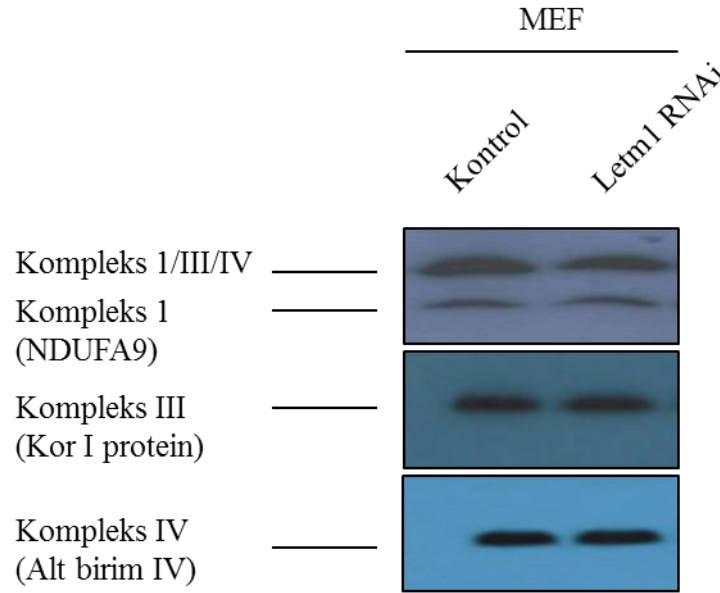 MEF
Kontrol
Letm1 RNAi
Kompleks 1/III/IV
Kompleks 1
(NDUFA9)
Kompleks III
(Kor I protein)
Kompleks IV
(Alt birim IV)